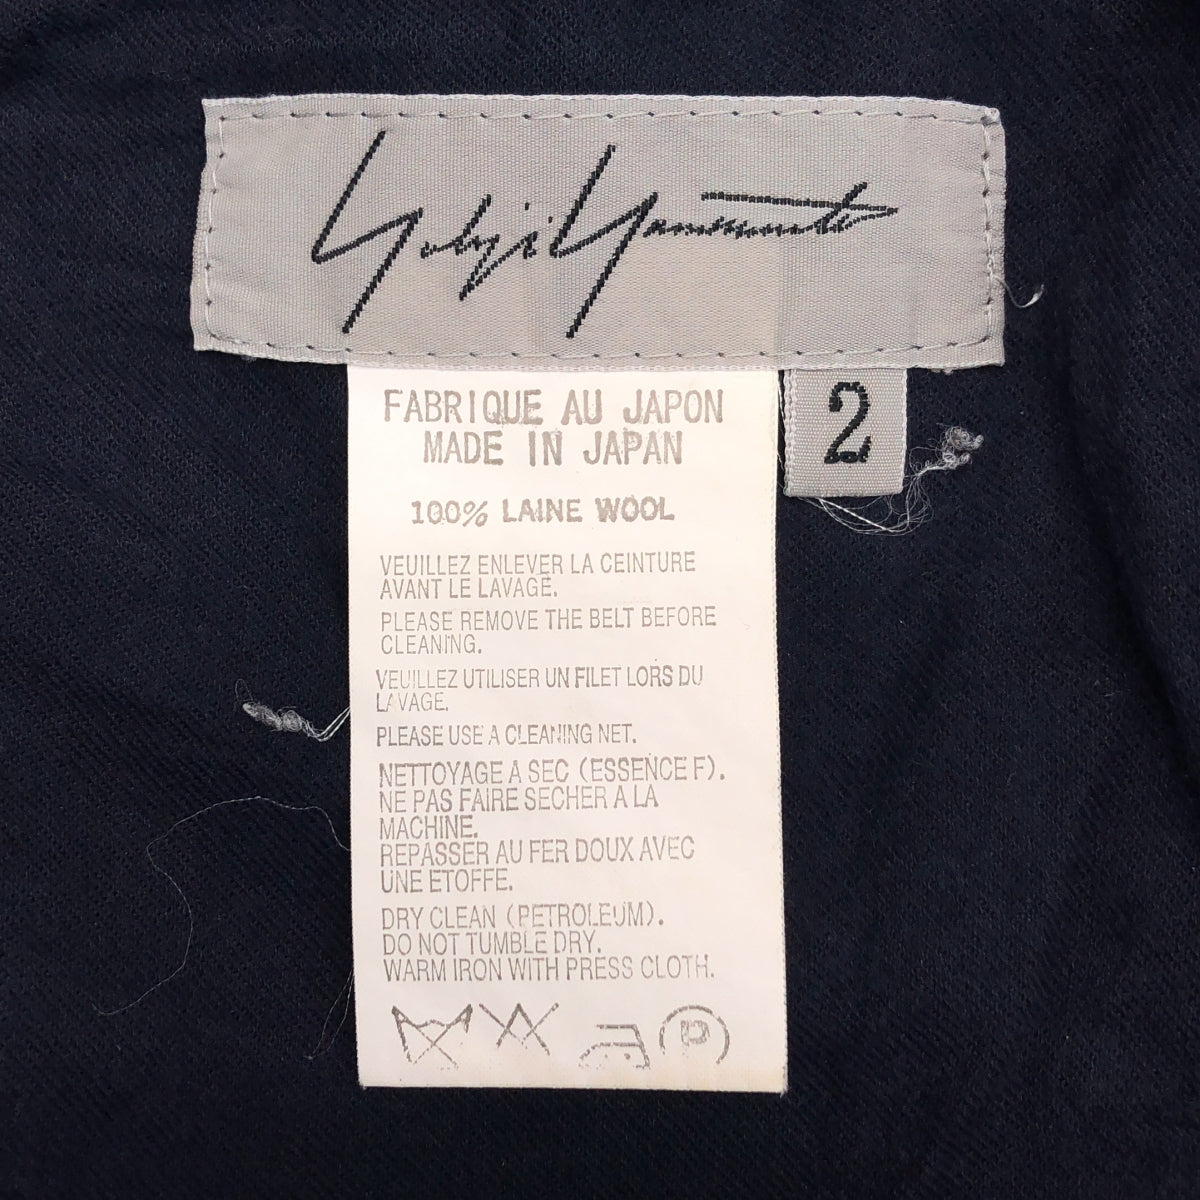 Yohji Yamamoto
2
FABRIQUE AU JAPON
MADE IN JAPAN
100% LAINE WOOL
VEUILLEZ ENLEVER LA CEINTURE
AVANT LE LAVAGE.
PLEASE REMOVE THE BELT BEFORE
CLEANING.
VEUILLEZ UTILISER UN FILET LORS DU
LAVAGE.
PLEASE USE A CLEANING NET.
NETTOYAGE A SEC (ESSENCE F).
NE PAS FAIRE SECHER A LA
MACHINE.
REPASSER AU FER DOUX AVEC
UNE ETOFFE.
DRY CLEAN (PETROLEUM).
DO NOT TUMBLE DRY.
WARM IRON WITH PRESS CLOTH.